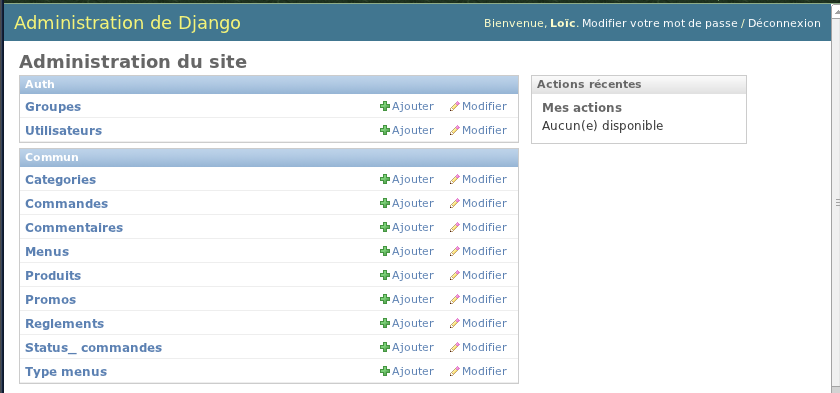 Administration de Django
Bienvenue, Loïc. Modifier votre mot de passe / Déconnexion
Administration du site
Auth
Groupes Ajouter Modifier
Utilisateurs Ajouter Modifier
Commun
Categories Ajouter Modifier
Commandes Ajouter Modifier
Commentaires Ajouter Modifier
Menus Ajouter Modifier
Produits Ajouter Modifier
Promos Ajouter Modifier
Reglements Ajouter Modifier
Status_ commandes Ajouter Modifier
Type menus Ajouter Modifier
Actions récentes
Mes actions
Aucun(e) disponible